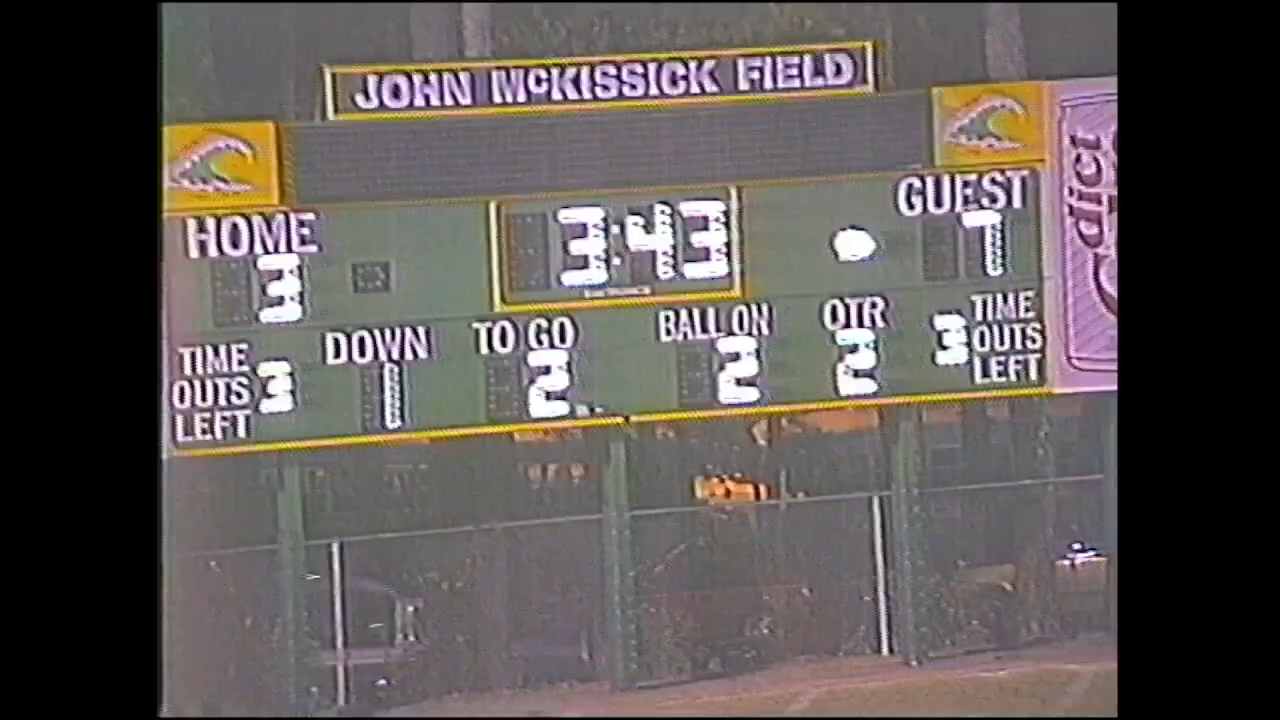 JOHN McKISSICK FIELD
HOME
GUEST
3
3:43
7
TIME OUTS LEFT 3
DOWN 1
TO GO 2
BALL ON 2
QTR 2
3 TIME OUTS LEFT
dict